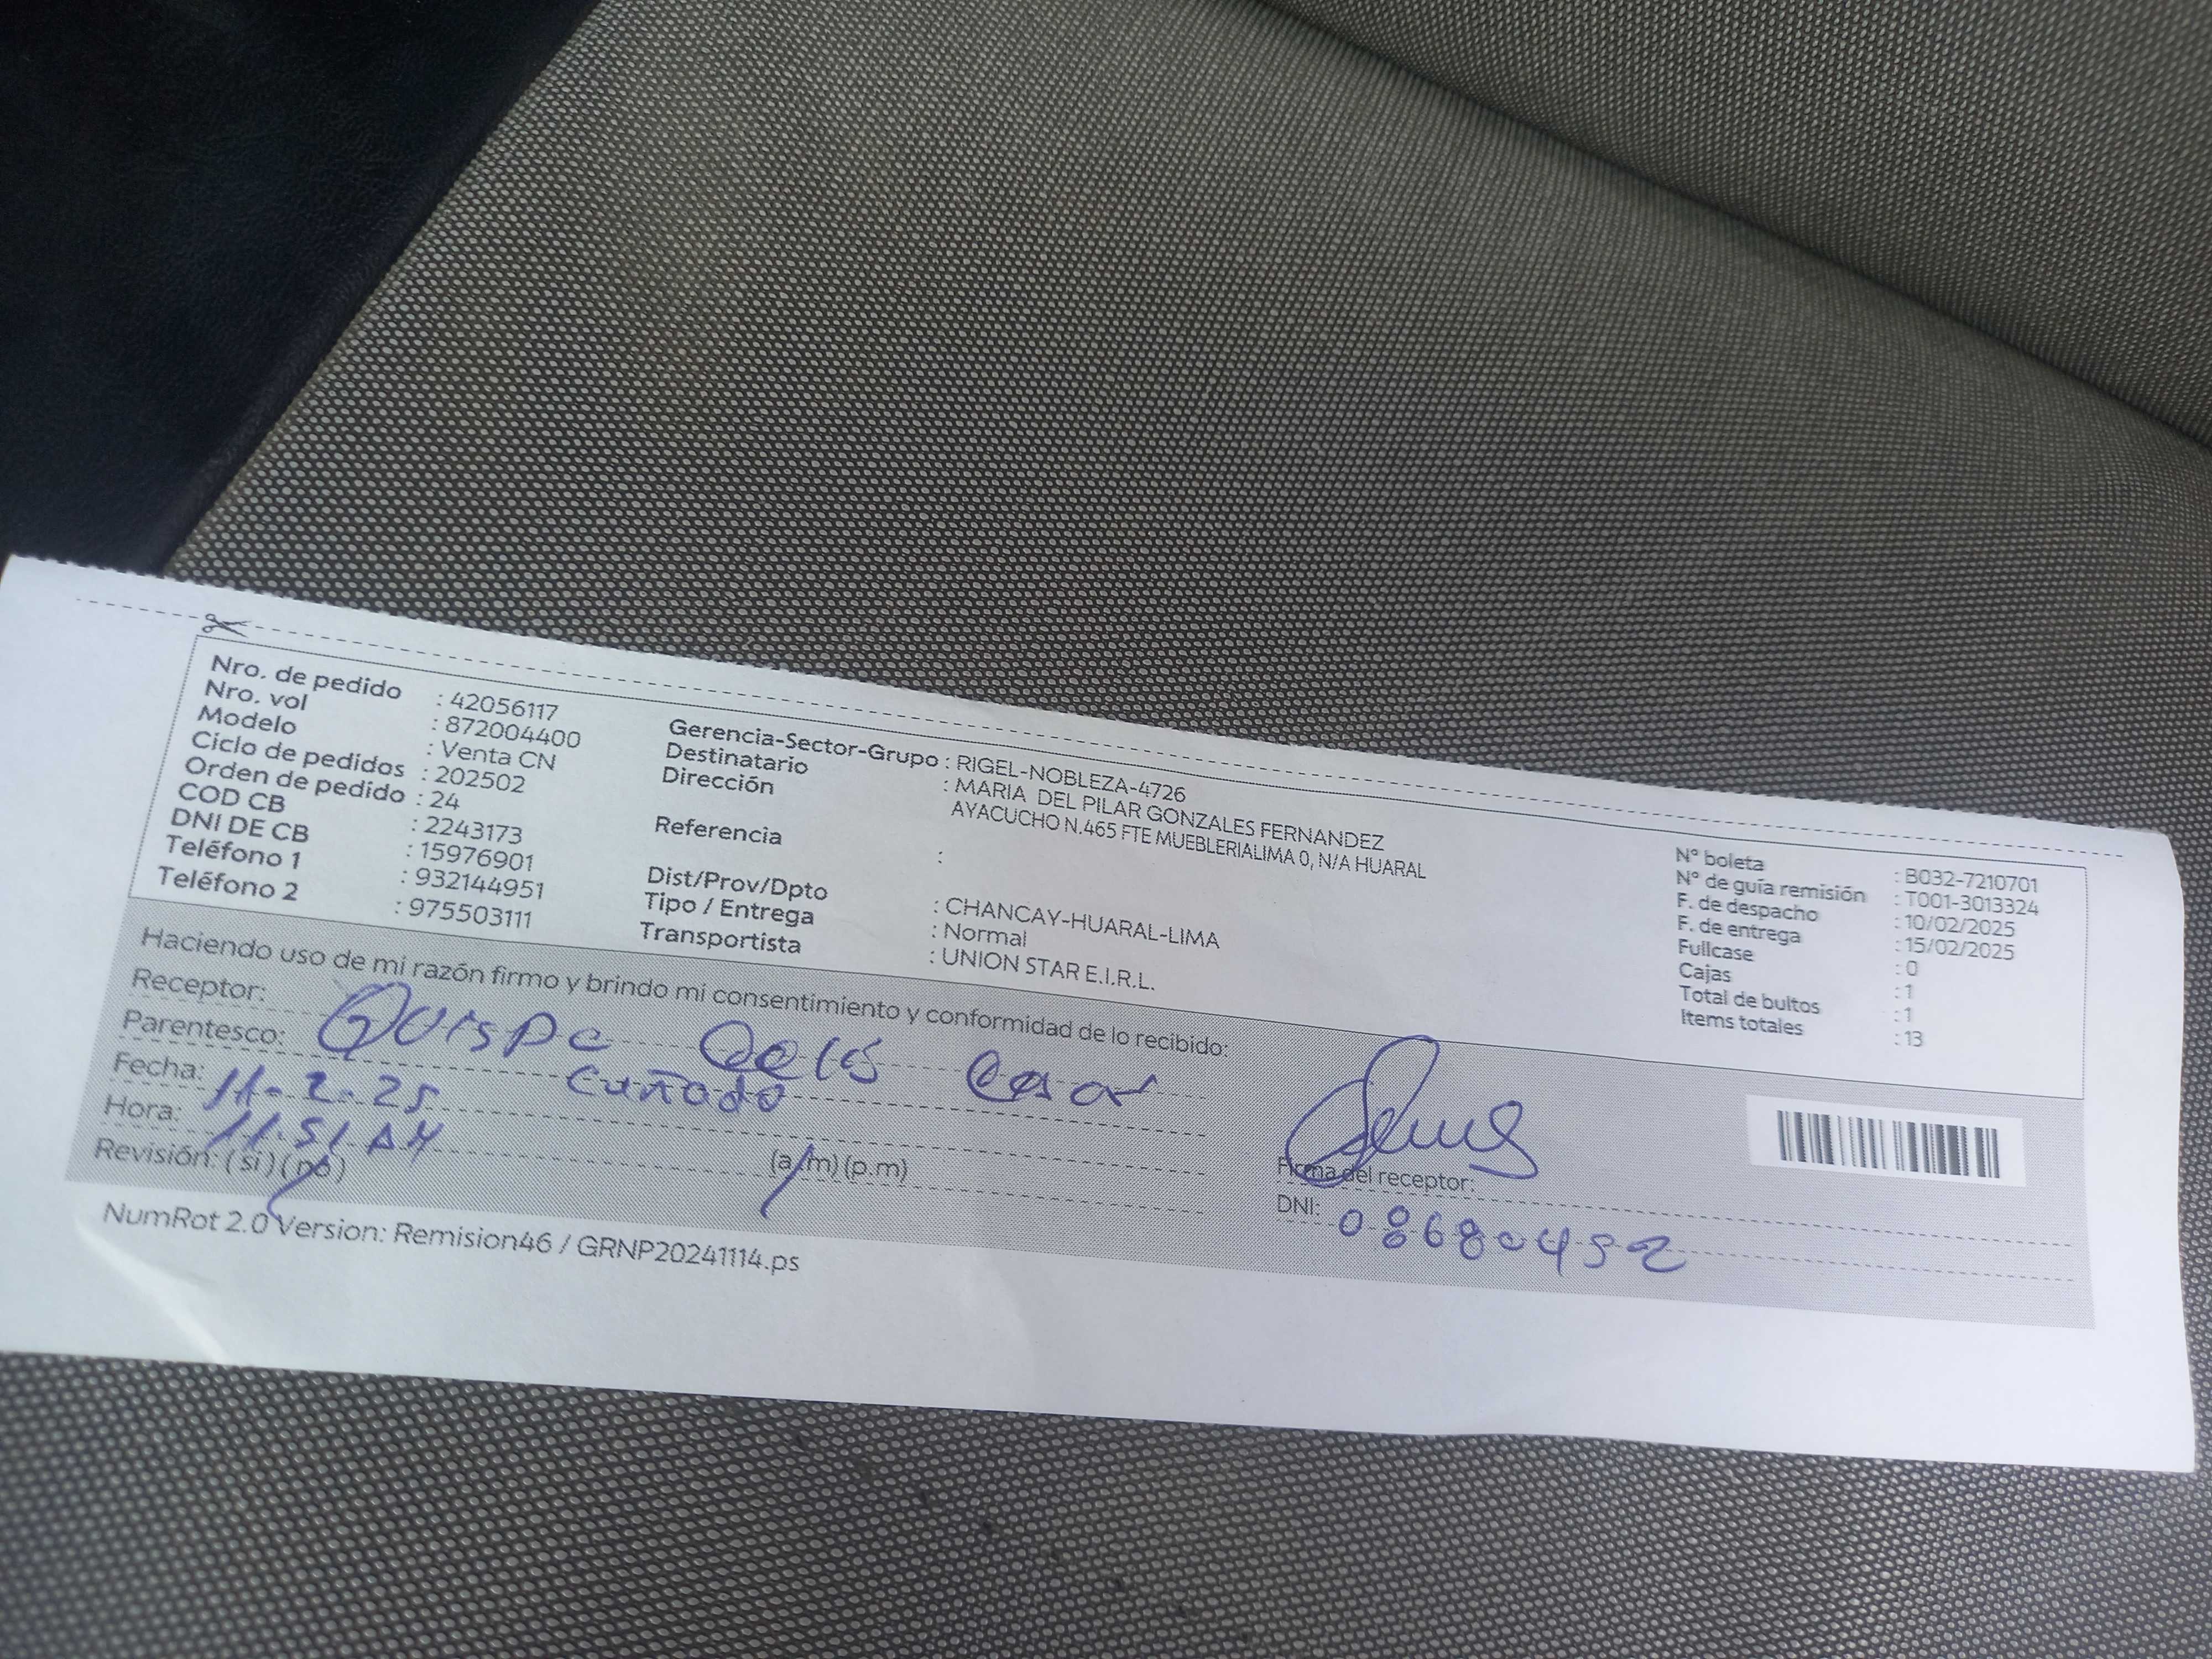 Nro. de pedido : 42056117
Nro. vol : 872004400
Modelo : Venta CN
Ciclo de pedidos : 202502
Orden de pedido : 24
COD CB : 2243173
DNI DE CB : 15976901
Teléfono 1 : 932144951
Teléfono 2 : 975503111
Gerencia-Sector-Grupo : RIGEL-NOBLEZA-4726
Destinatario : MARIA DEL PILAR GONZALES FERNANDEZ
Dirección AYACUCHO N.465 FTE MUEBLERIALIMA 0, N/A HUARAL
Referencia :
Dist/Prov/Dpto : CHANCAY-HUARAL-LIMA
Tipo / Entrega : Normal
Transportista : UNION STAR E.I.R.L.
N° boleta : B032-7210701
N° de guía remisión : T001-3013324
F. de despacho : 10/02/2025
F. de entrega : 15/02/2025
Fullcase : 0
Cajas : 1
Total de bultos : 1
Items totales : 13
Haciendo uso de mi razón firmo y brindo mi consentimiento y conformidad de lo recibido:
Receptor: Quispe Cesar
Parentesco: Cuñado
Fecha: 11-2-25
Hora: 11.51 AM (a/m) (p.m)
Revisión: (si) (no)
Firma del receptor:
DNI: 08680452
NumRot 2.0 Version: Remision46 / GRNP20241114.ps